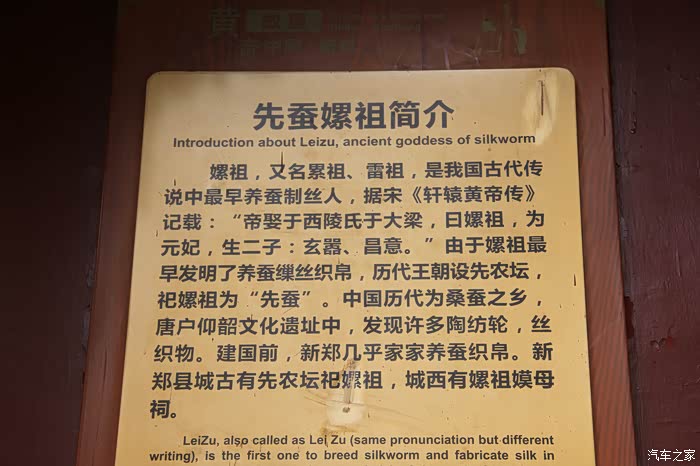 黄
先蚕嫘祖简介
Introduction about Leizu, ancient goddess of silkworm
嫘祖，又名累祖、雷祖，是我国古代传
说中最早养蚕制丝人，据宋《轩辕黄帝传》
记载：“帝娶于西陵氏于大梁，曰嫘祖，为
元妃，生二子：玄嚣、昌意。”由于嫘祖最
早发明了养蚕缫丝织帛，历代王朝设先农坛，
祀嫘祖为“先蚕”。中国历代为桑蚕之乡，
唐户仰韶文化遗址中，发现许多陶纺轮，丝
织物。建国前，新郑几乎家家养蚕织帛。新
郑县城古有先农坛祀嫘祖，城西有嫘祖嫫母
祠。
LeiZu, also called as Lei Zu (same pronunciation but different
writing), is the first one to breed silkworm and fabricate silk in
汽车之家